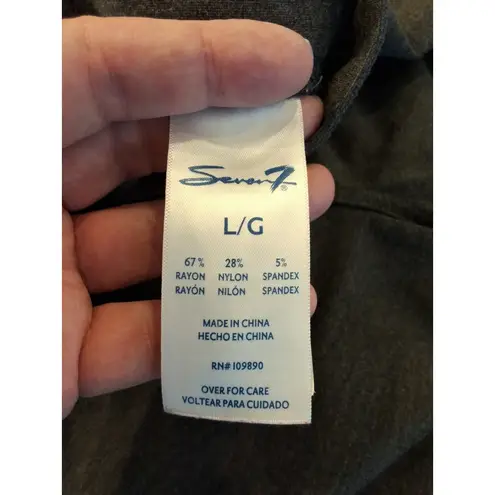 Seven7®
L/G
67% 28% 5%
RAYON NYLON SPANDEX
RAYÓN NILÓN SPANDEX
MADE IN CHINA
HECHO EN CHINA
RN# 109890
OVER FOR CARE
VOLTEAR PARA CUIDADO